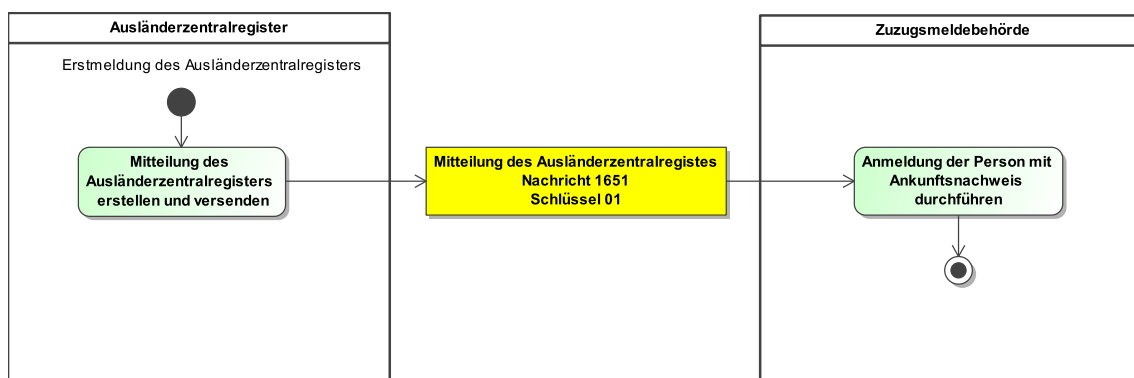 Ausländerzentralregister
Zuzugsmeldebehörde
Erstmeldung des Ausländerzentralregisters
Mitteilung des
Ausländerzentralregisters
erstellen und versenden
Mitteilung des Ausländerzentralregistes
Nachricht 1651
Schlüssel 01
Anmeldung der Person mit
Ankunftsnachweis
durchführen